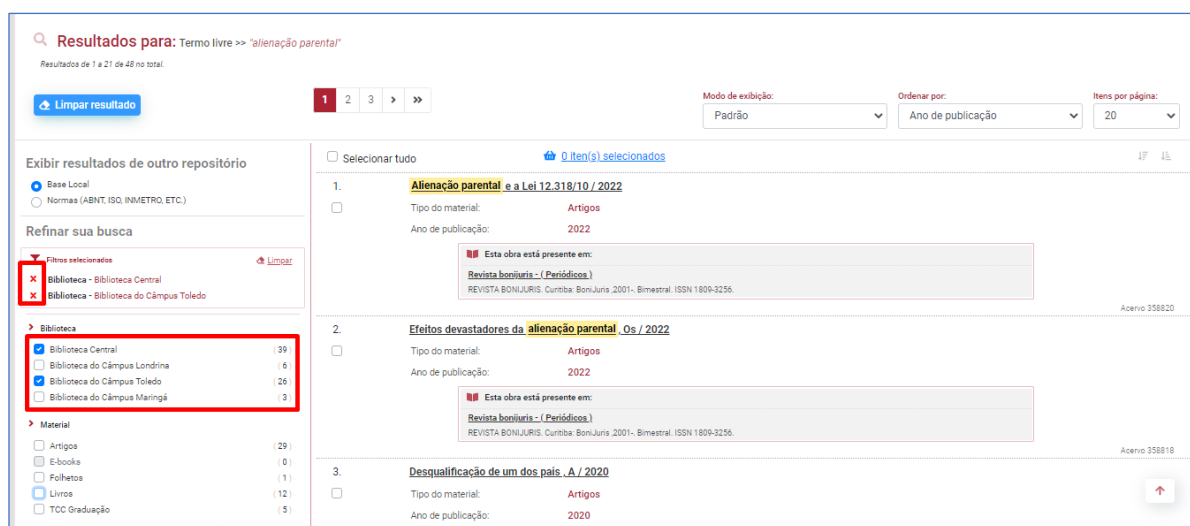 Resultados para: Termo livre >> "alienação parental"
Resultados de 1 a 21 de 48 no total.
Limpar resultado
1 2 3 › »
Modo de exibição:
Padrão
Ordenar por:
Ano de publicação
Itens por página:
20
Exibir resultados de outro repositório
Base Local
Normas (ABNT, ISO, INMETRO, ETC.)
Refinar sua busca
Filtros selecionados Limpar
× Biblioteca - Biblioteca Central
× Biblioteca - Biblioteca do Câmpus Toledo
Biblioteca
Biblioteca Central (39)
Biblioteca do Câmpus Londrina (6)
Biblioteca do Câmpus Toledo (26)
Biblioteca do Câmpus Maringá (3)
Material
Artigos (29)
E-books (0)
Folhetos (1)
Livros (12)
TCC Graduação (5)
Selecionar tudo 0 iten(s) selecionados
1. Alienação parental e a Lei 12.318/10 / 2022
Tipo do material: Artigos
Ano de publicação: 2022
Esta obra está presente em:
Revista bonijuris - ( Periódicos )
REVISTA BONIJURIS. Curitiba: BoniJuris ,2001-. Bimestral. ISSN 1809-3256.
Acervo 358820
2. Efeitos devastadores da alienação parental , Os / 2022
Tipo do material: Artigos
Ano de publicação: 2022
Esta obra está presente em:
Revista bonijuris - ( Periódicos )
REVISTA BONIJURIS. Curitiba: BoniJuris ,2001-. Bimestral. ISSN 1809-3256.
Acervo 358818
3. Desqualificação de um dos pais , A / 2020
Tipo do material: Artigos
Ano de publicação: 2020